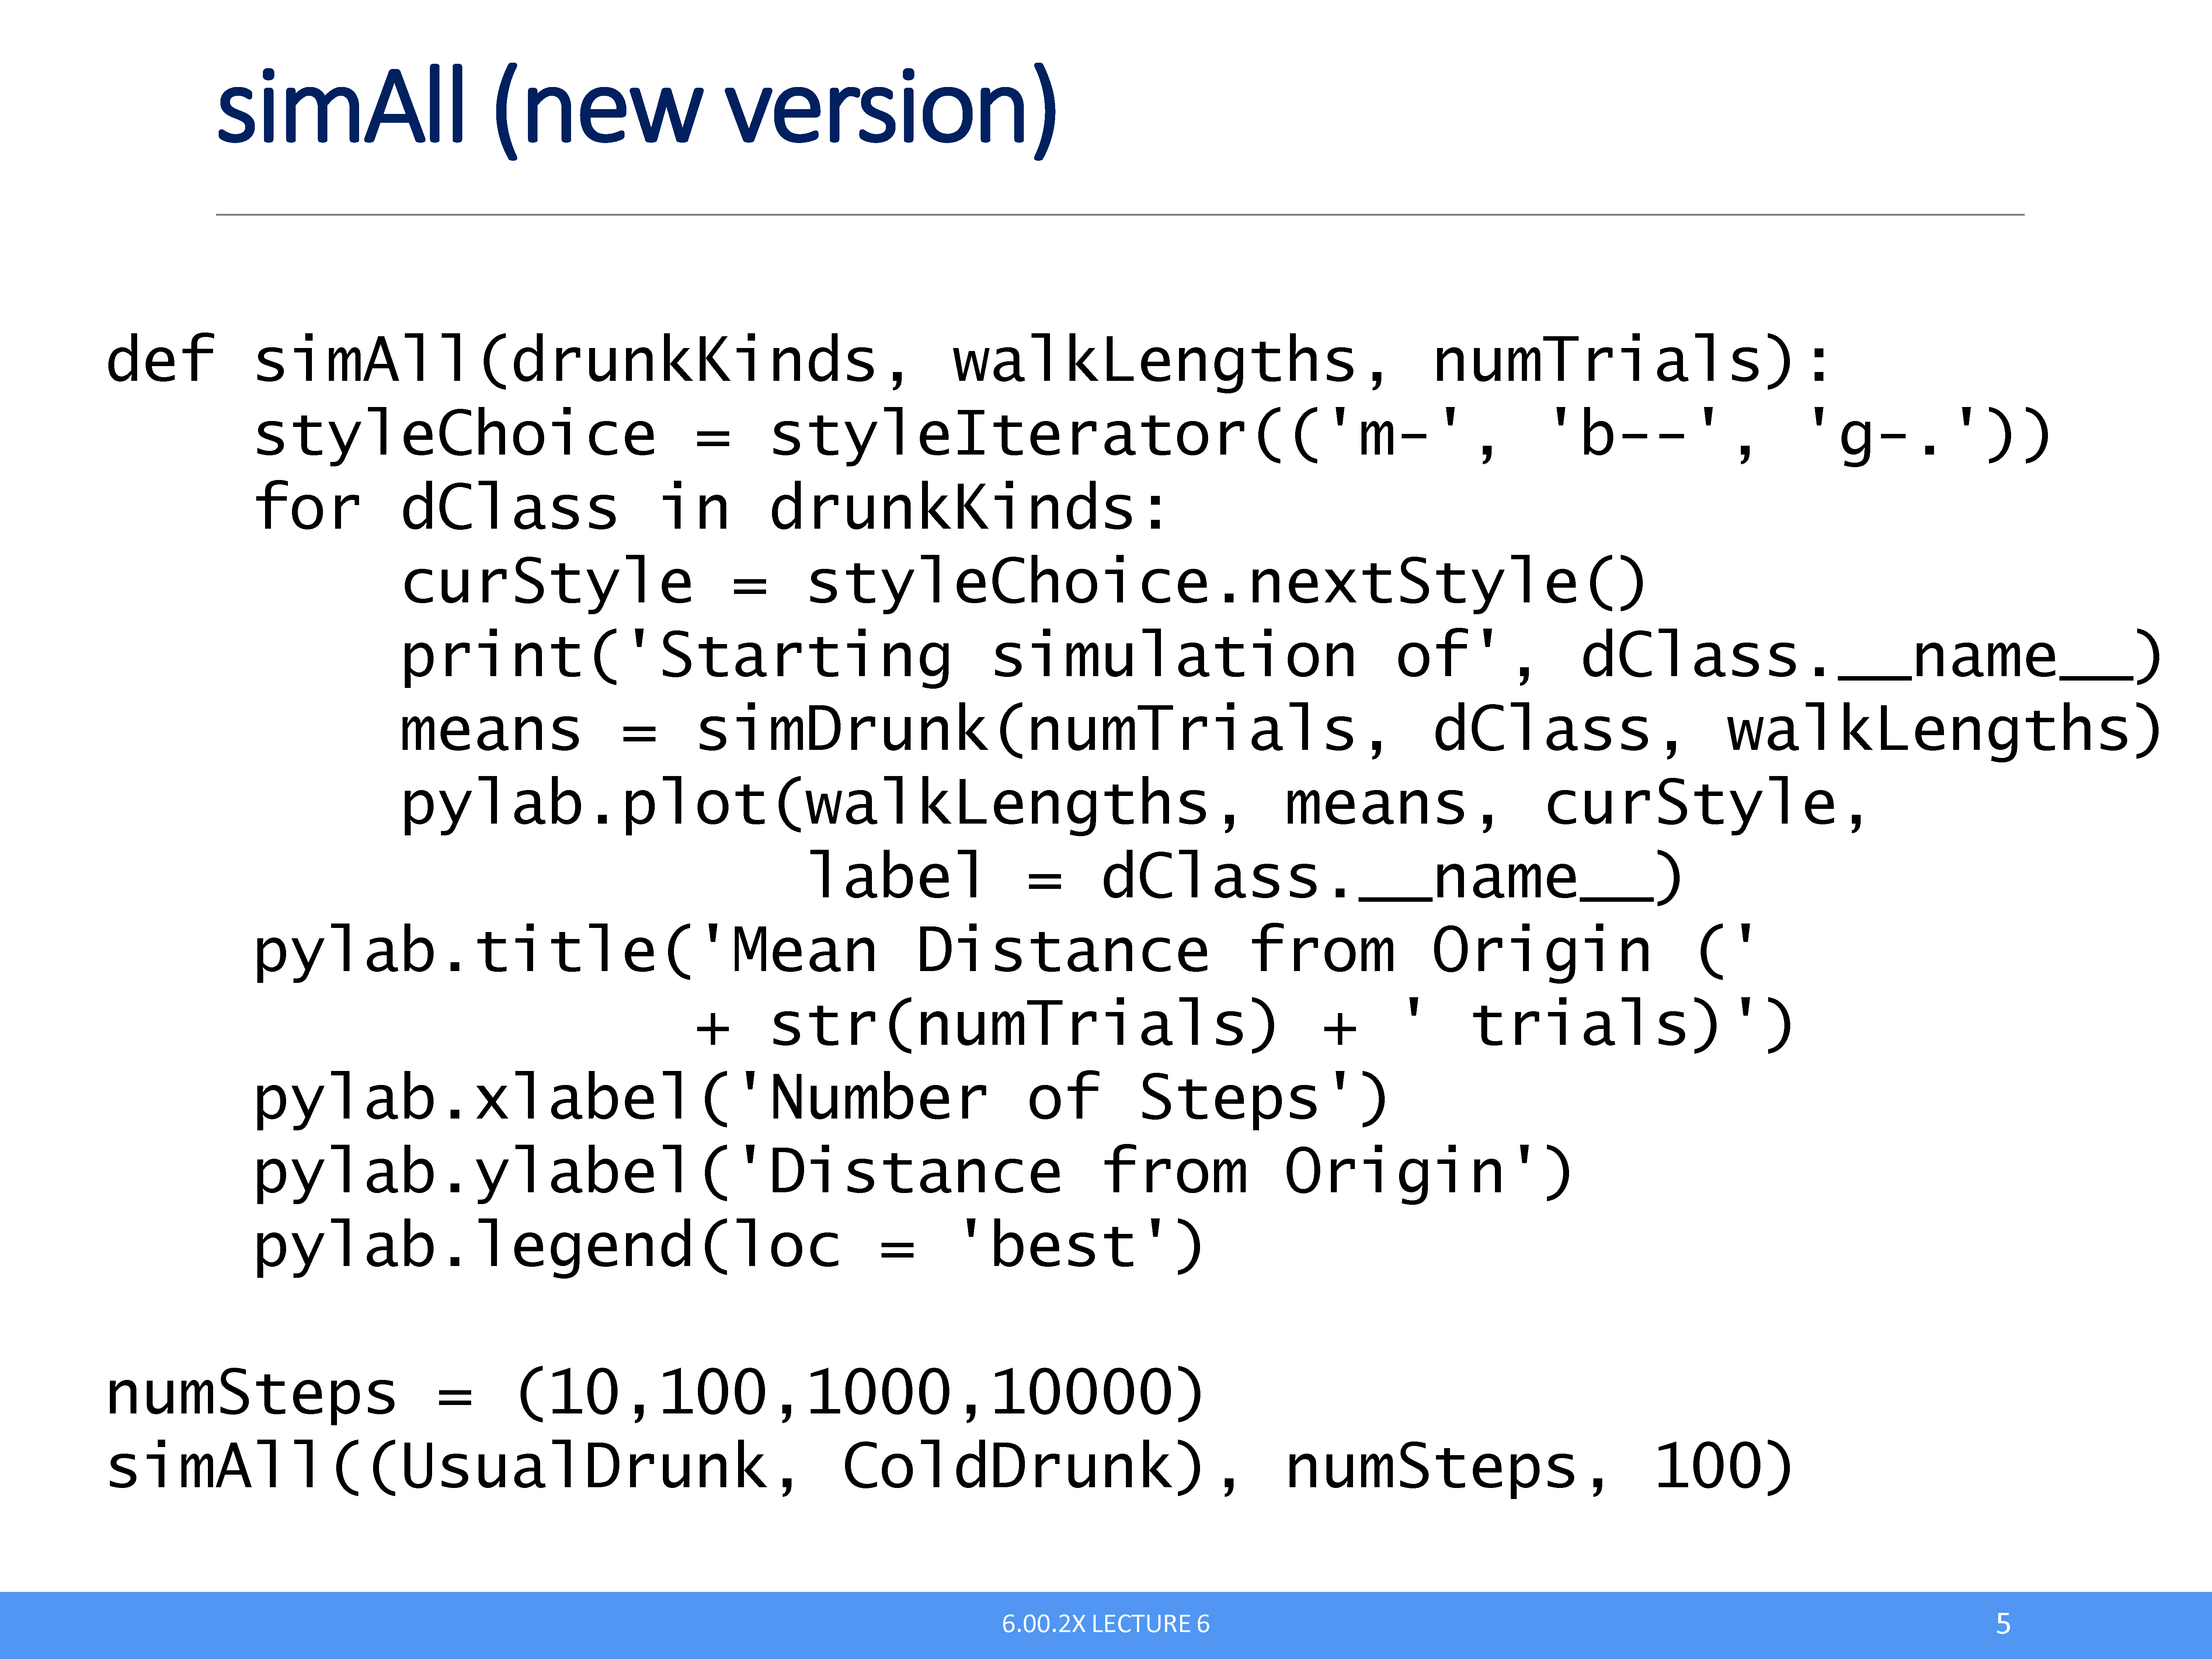 simAll (new version)
def simAll(drunkKinds, walkLengths, numTrials):
    styleChoice = styleIterator(('m-', 'b--', 'g-.'))
    for dClass in drunkKinds:
        curStyle = styleChoice.nextStyle()
        print('Starting simulation of', dClass.__name__)
        means = simDrunk(numTrials, dClass, walkLengths)
        pylab.plot(walkLengths, means, curStyle,
                   label = dClass.__name__)
    pylab.title('Mean Distance from Origin ('
                + str(numTrials) + ' trials)')
    pylab.xlabel('Number of Steps')
    pylab.ylabel('Distance from Origin')
    pylab.legend(loc = 'best')
numSteps = (10,100,1000,10000)
simAll((UsualDrunk, ColdDrunk), numSteps, 100)
6.00.2X LECTURE 6
5